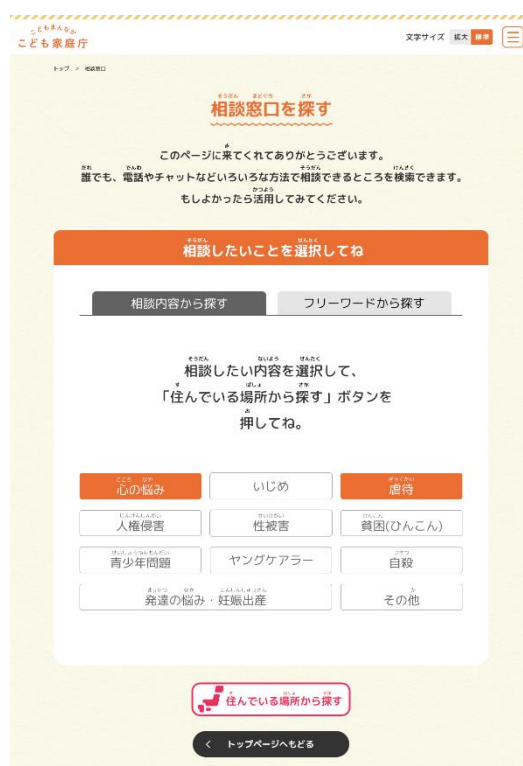 こどもまんなか
こども家庭庁
文字サイズ 拡大 標準
トップ > 相談窓口
相談窓口を探す
このページに来てくれてありがとうございます。
誰でも、電話やチャットなどいろいろな方法で相談できるところを検索できます。
もしよかったら活用してみてください。
相談したいことを選択してね
相談内容から探す フリーワードから探す
相談したい内容を選択して、
「住んでいる場所から探す」ボタンを
押してね。
心の悩み いじめ 虐待
人権侵害 性被害 貧困(ひんこん)
青少年問題 ヤングケアラー 自殺
発達の悩み・妊娠出産 その他
住んでいる場所から探す
< トップページへもどる